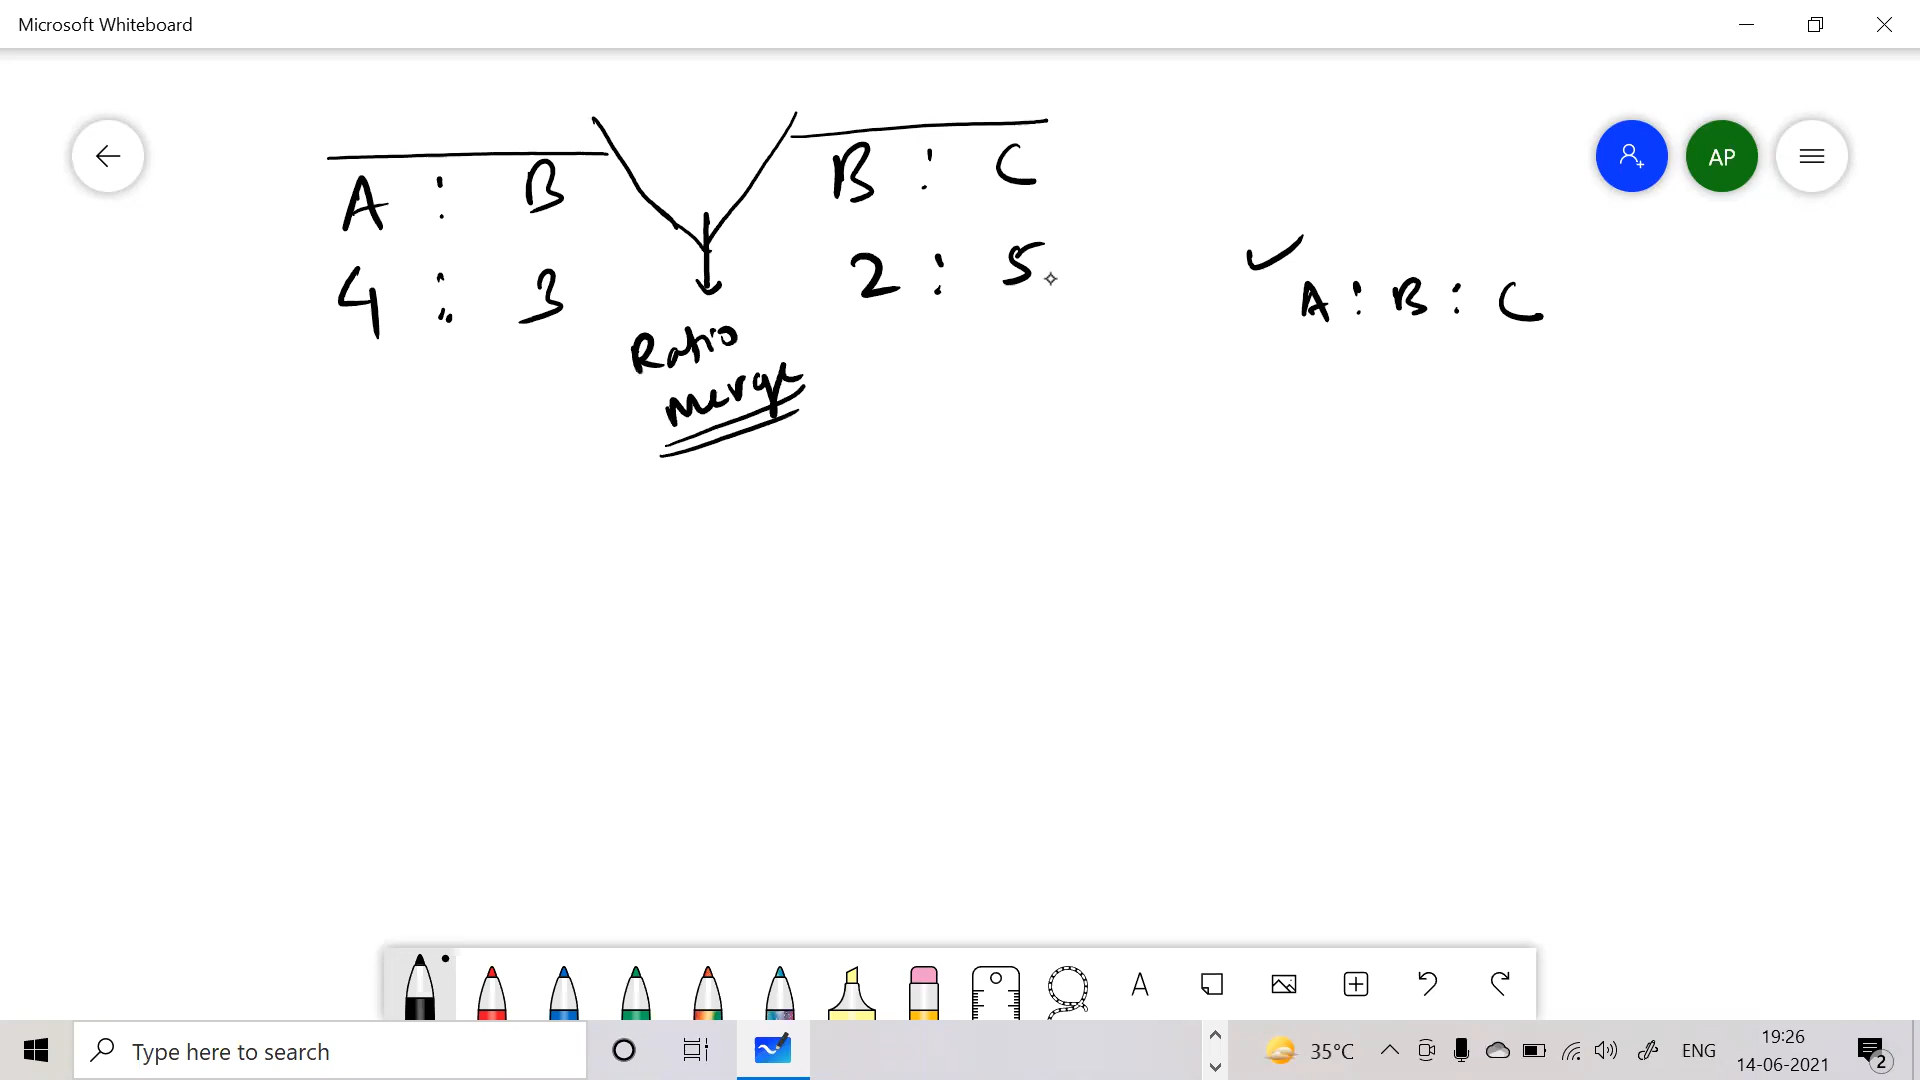 Microsoft Whiteboard
A : B
B : C
AP
4 : 3
2 : 5
A : B : C
Ratio
merge
A
Type here to search
35°C
ENG
19:26
14-06-2021
2